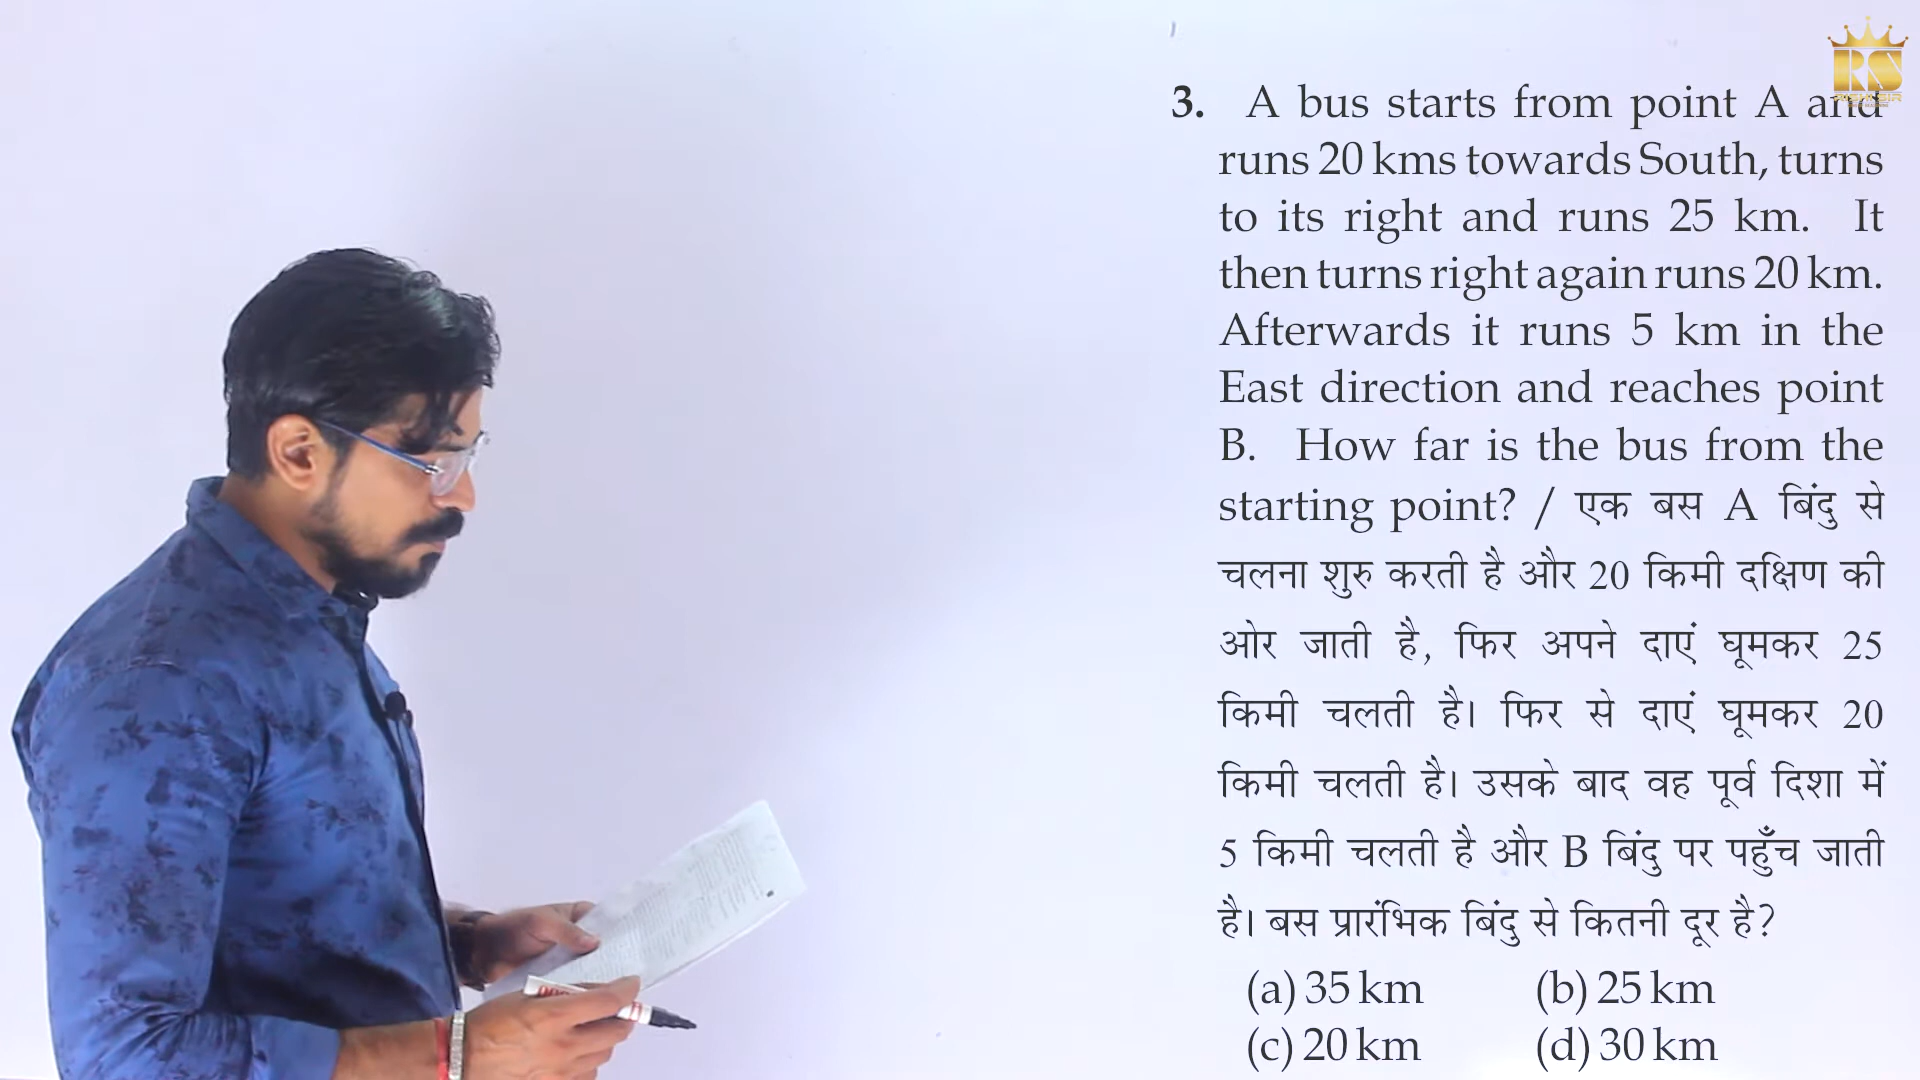 RS
3. A bus starts from point A and
runs 20 kms towards South, turns
to its right and runs 25 km. It
then turns right again runs 20 km.
Afterwards it runs 5 km in the
East direction and reaches point
B. How far is the bus from the
starting point? / एक बस A बिंदु से
चलना शुरु करती है और 20 किमी दक्षिण की
ओर जाती है, फिर अपने दाएं घूमकर 25
किमी चलती है। फिर से दाएं घूमकर 20
किमी चलती है। उसके बाद वह पूर्व दिशा में
5 किमी चलती है और B बिंदु पर पहुँच जाती
है। बस प्रारंभिक बिंदु से कितनी दूर है?
(a) 35 km (b) 25 km
(c) 20 km (d) 30 km